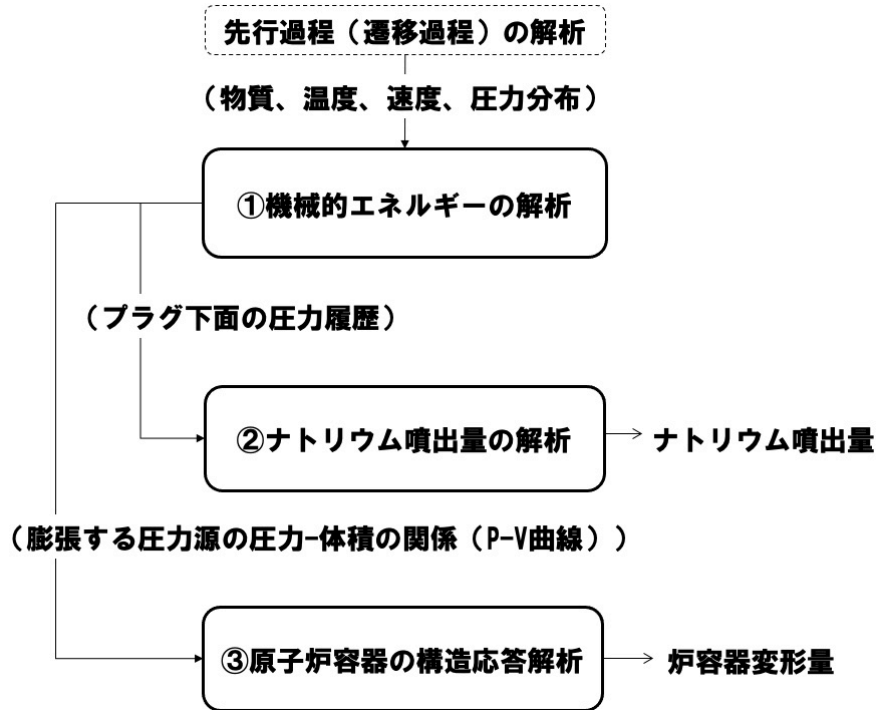 先行過程（遷移過程）の解析
（物質、温度、速度、圧力分布）
①機械的エネルギーの解析
（プラグ下面の圧力履歴）
②ナトリウム噴出量の解析
ナトリウム噴出量
（膨張する圧力源の圧力-体積の関係（P-V曲線））
③原子炉容器の構造応答解析
炉容器変形量